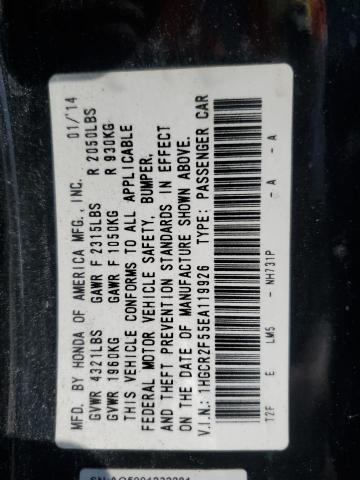 MFD. BY HONDA OF AMERICA MFG., INC. 01/'14
GVWR 4321LBS GAWR F 2315LBS R 2050LBS
GVWR 1960KG GAWR F 1050KG R 930KG
THIS VEHICLE CONFORMS TO ALL APPLICABLE
FEDERAL MOTOR VEHICLE SAFETY, BUMPER,
AND THEFT PREVENTION STANDARDS IN EFFECT
ON THE DATE OF MANUFACTURE SHOWN ABOVE.
V.I.N.: 1HGCR2F55EA119926 TYPE: PASSENGER CAR
T2F E LM5 - NH731P - A - A